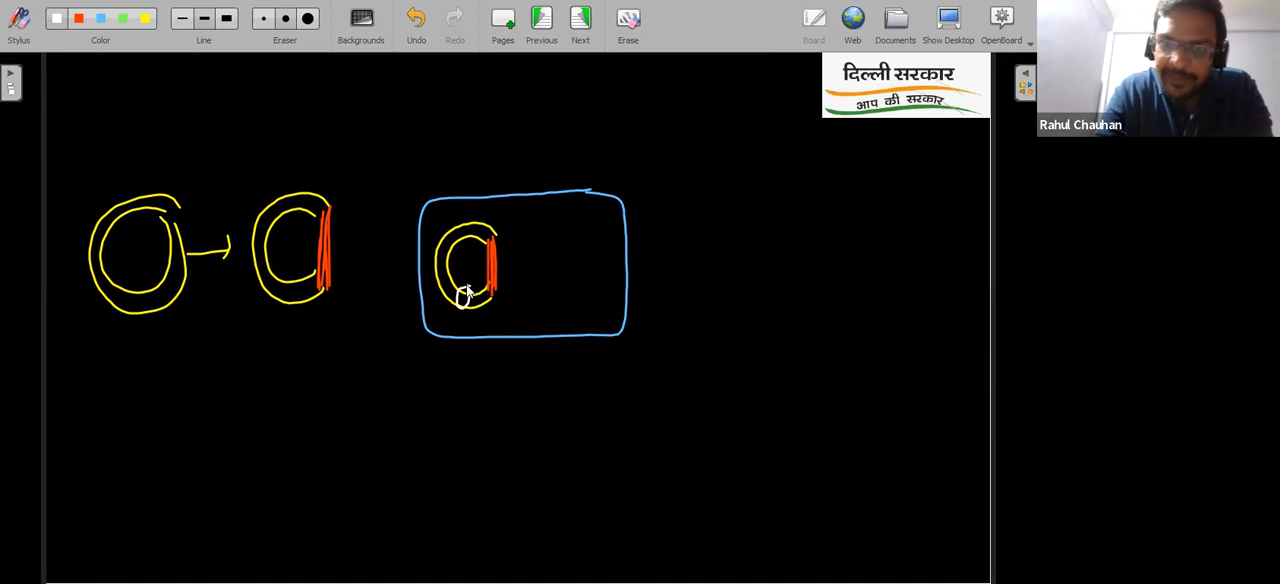 Stylus
Color
Line
Eraser
Backgrounds
Undo
Redo
Pages
Previous
Next
Erase
Board
Web
Documents
Show Desktop
OpenBoard
दिल्ली सरकार
आप की सरकार
Rahul Chauhan